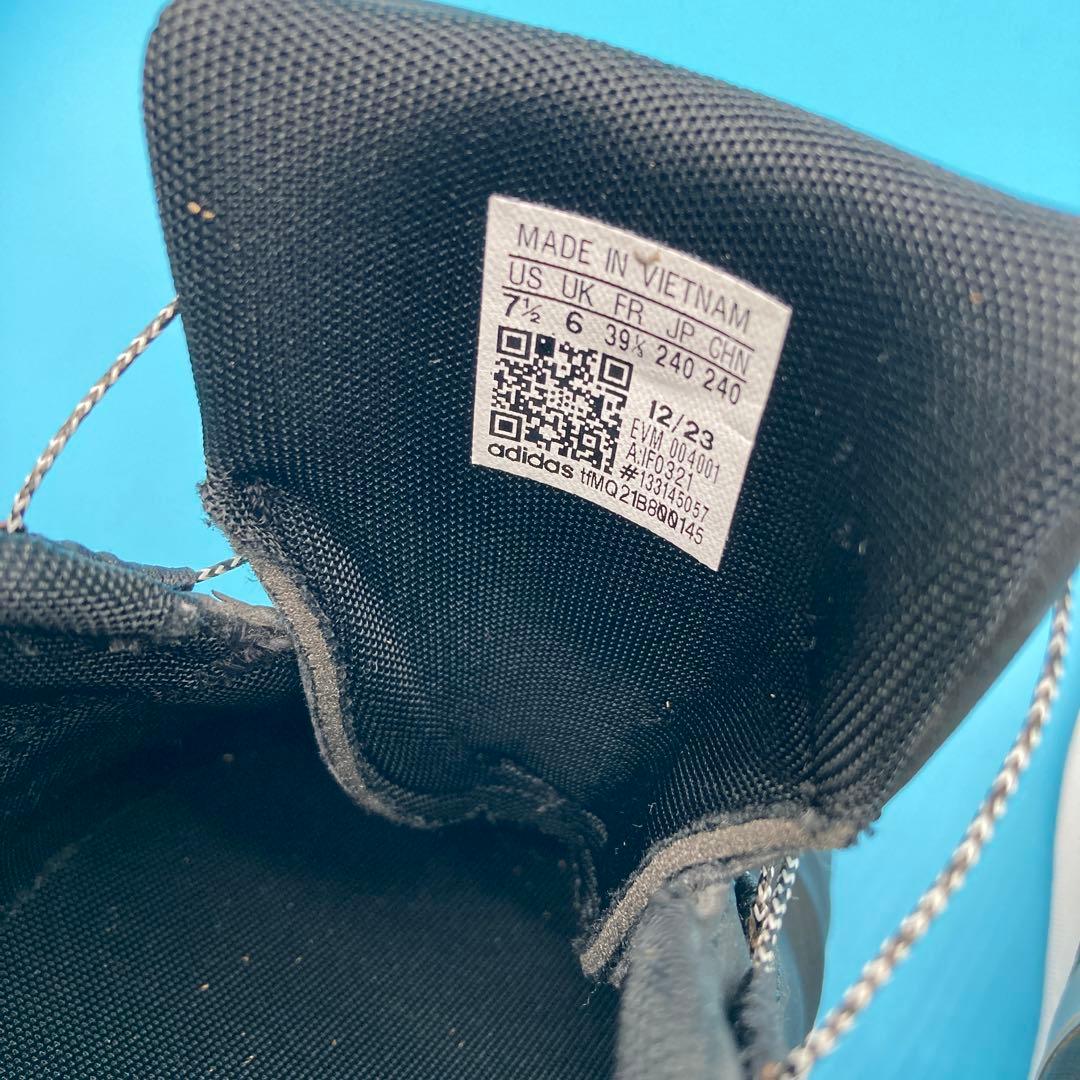 MADE IN VIETNAM
US UK FR JP CHN
7½ 6 39⅓ 240 240
12/23
EVM 004001
A:IF0321
#133145057
adidas tfMQ21B800145